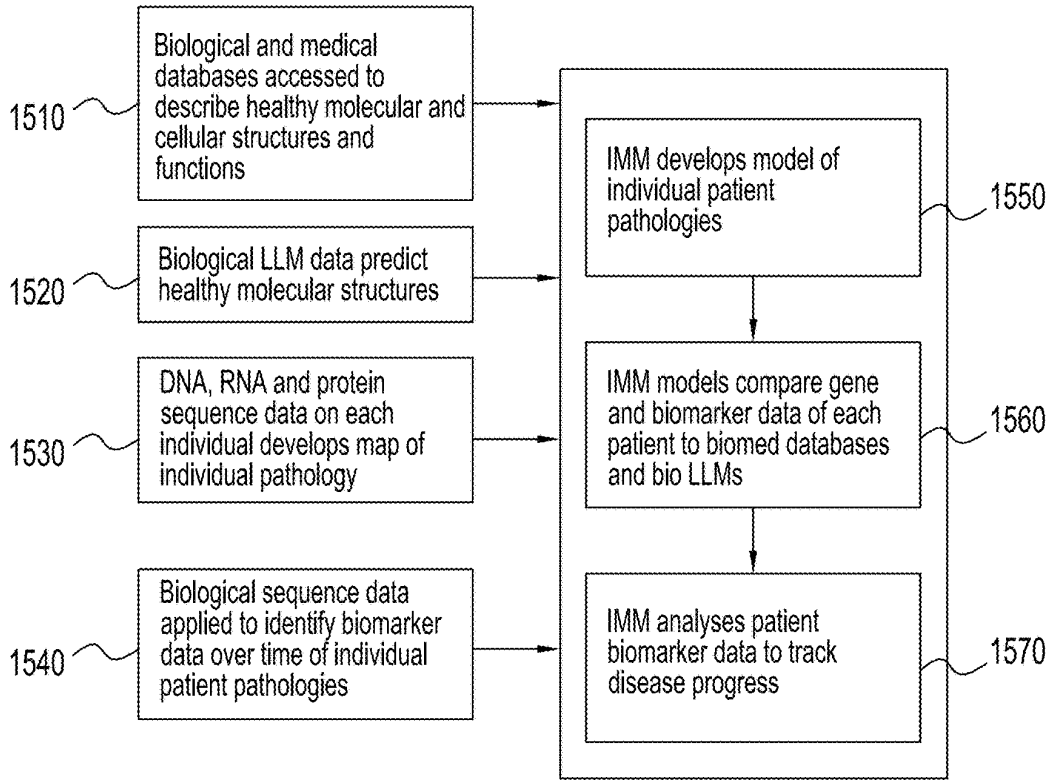 1510
Biological and medical
databases accessed to
describe healthy molecular and
cellular structures and
functions
1520
Biological LLM data predict
healthy molecular structures
1530
DNA, RNA and protein
sequence data on each
individual develops map of
individual pathology
1540
Biological sequence data
applied to identify biomarker
data over time of individual
patient pathologies
IMM develops model of
individual patient
pathologies
1550
IMM models compare gene
and biomarker data of each
patient to biomed databases
and bio LLMs
1560
IMM analyses patient
biomarker data to track
disease progress
1570